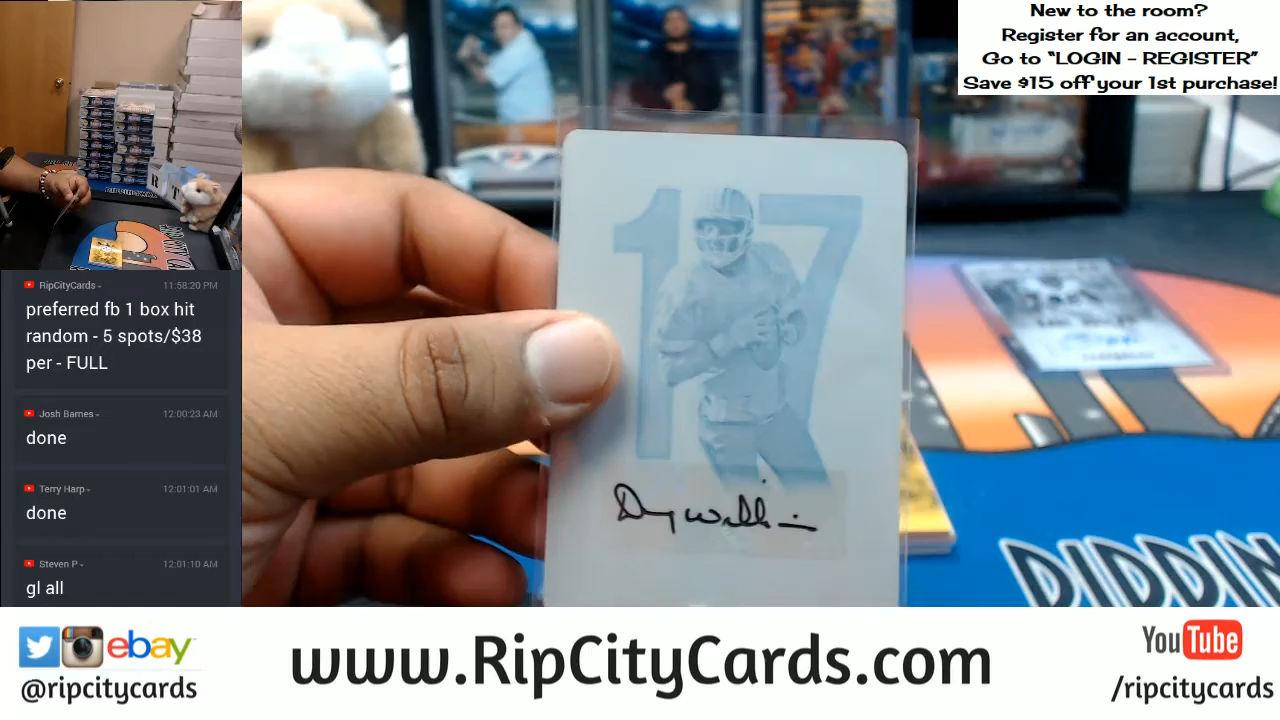 New to the room?
Register for an account,
Go to “LOGIN - REGISTER”
Save $15 off your 1st purchase!
17
RipCityCards
11:58:20 PM
preferred fb 1 box hit
random - 5 spots/$38
per - FULL
Josh Barnes
12:00:23 AM
done
Terry Harp
12:01:01 AM
done
Steven P
12:01:10 AM
gl all
ebay
@ripcitycards
www.RipCityCards.com
YouTube
/ripcitycards